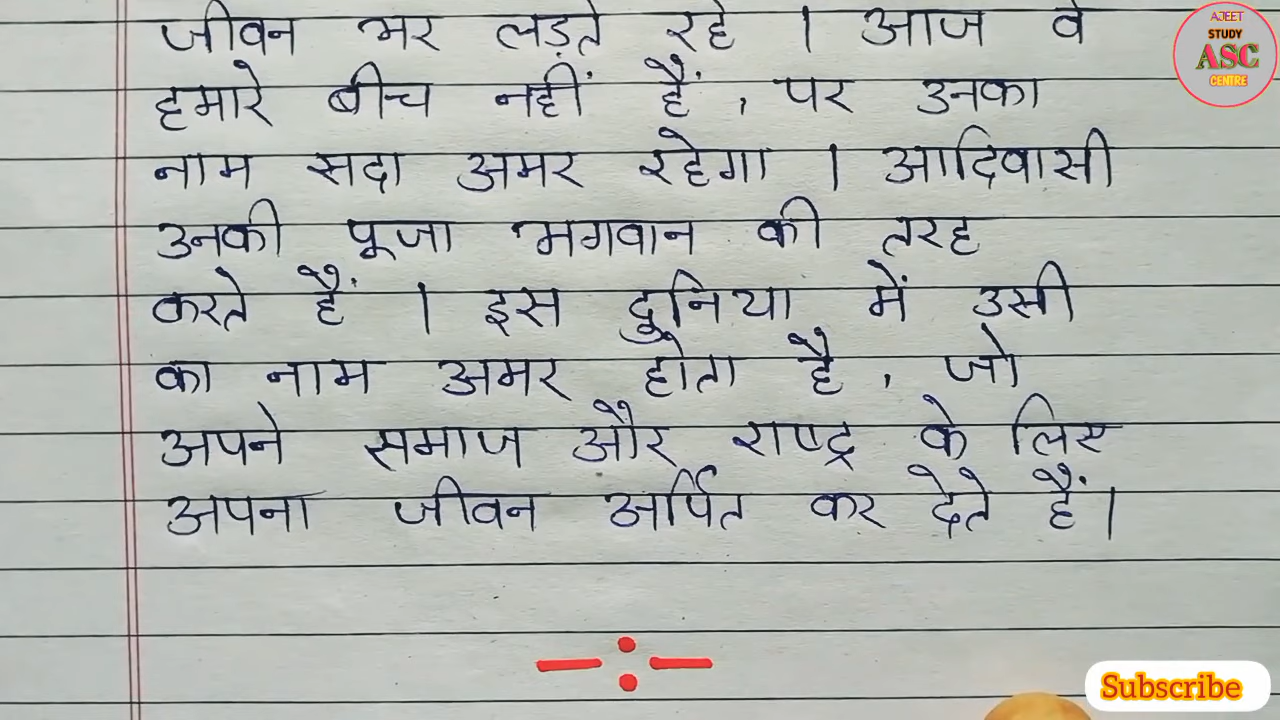 जीवन भर लड़ते रहे । आज वे
हमारे बीच नहीं हैं , पर उनका
नाम सदा अमर रहेगा । आदिवासी
उनकी पूजा भगवान की तरह
करते हैं । इस दुनिया में उसी
का नाम अमर होता है , जो
अपने समाज और राष्ट्र के लिए
अपना जीवन अर्पित कर देते हैं ।
AJEET
STUDY
ASC
CENTRE
Subscribe